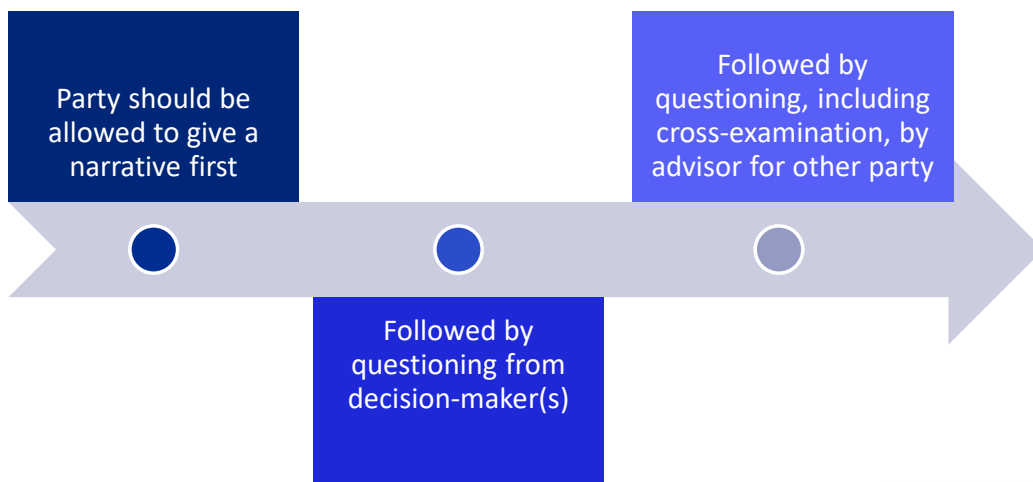 Party should be
allowed to give a
narrative first
Followed by
questioning from
decision-maker(s)
Followed by
questioning, including
cross-examination, by
advisor for other party